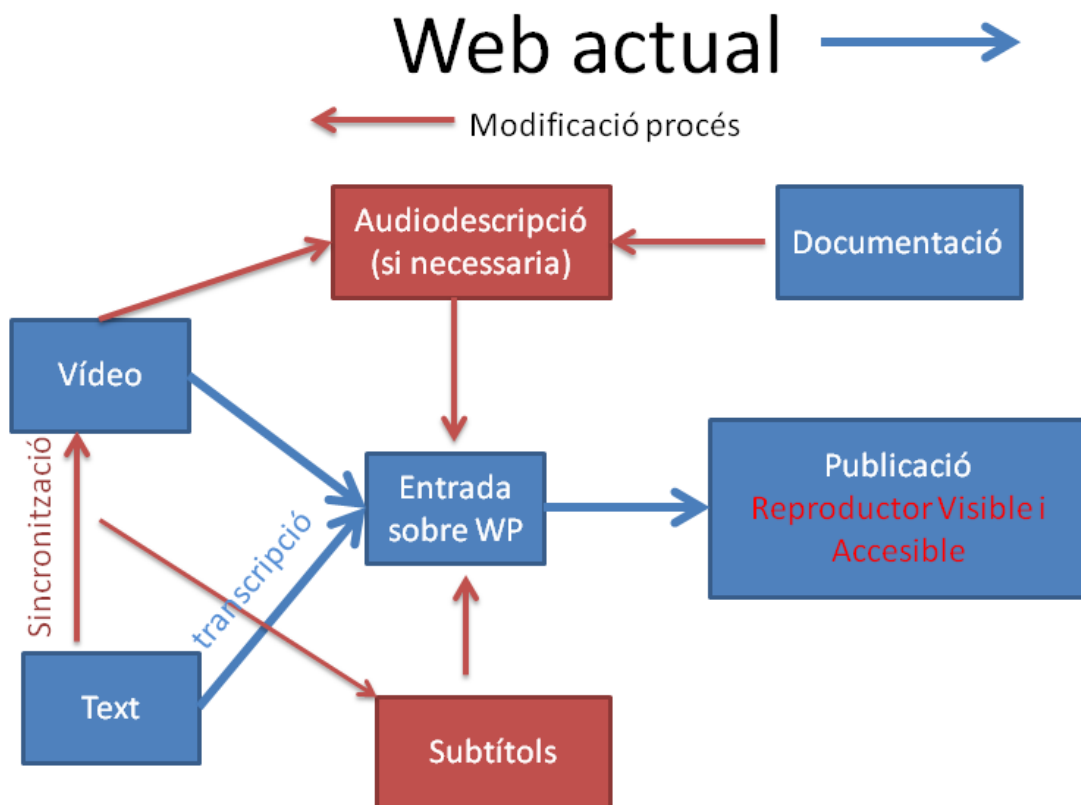 Web actual
Modificació procés
Audiodescripció
(si necessaria)
Documentació
Vídeo
Sincronització
transcripció
Entrada
sobre WP
Publicació
Reproductor Visible i
Accesible
Text
Subtítols